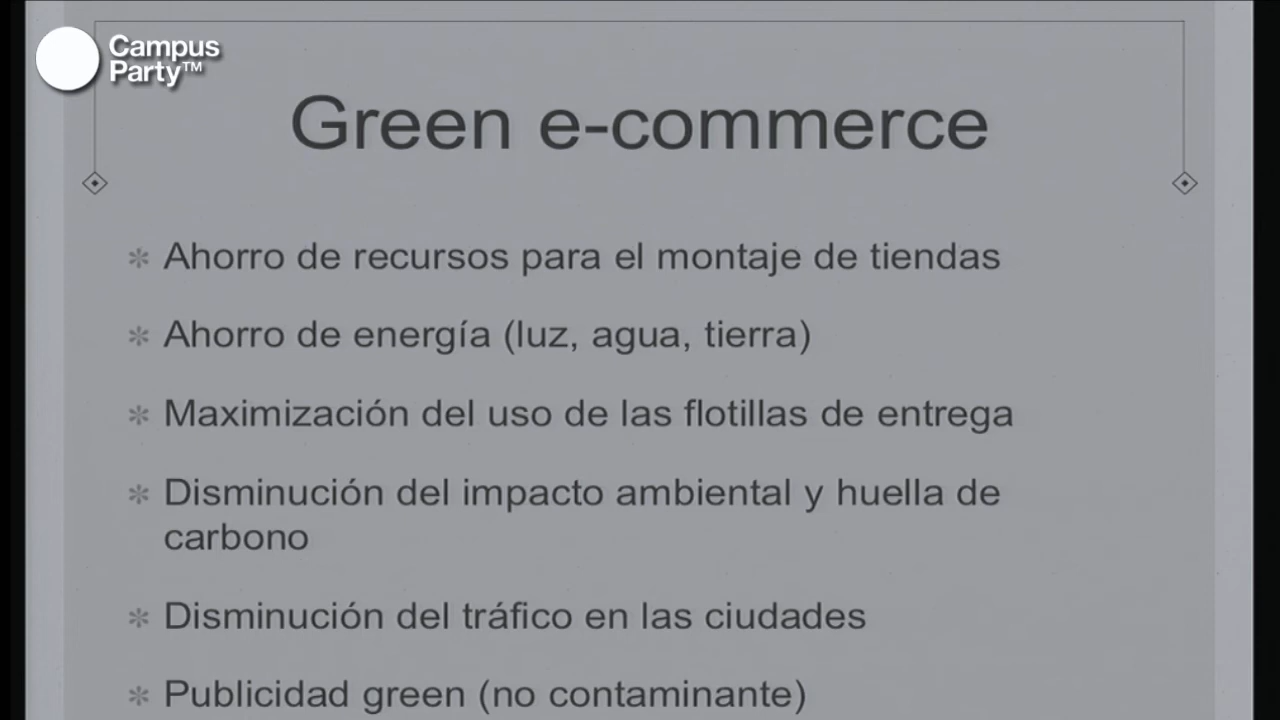 Campus
Party™
Green e-commerce
Ahorro de recursos para el montaje de tiendas
Ahorro de energía (luz, agua, tierra)
Maximización del uso de las flotillas de entrega
Disminución del impacto ambiental y huella de
carbono
Disminución del tráfico en las ciudades
Publicidad green (no contaminante)